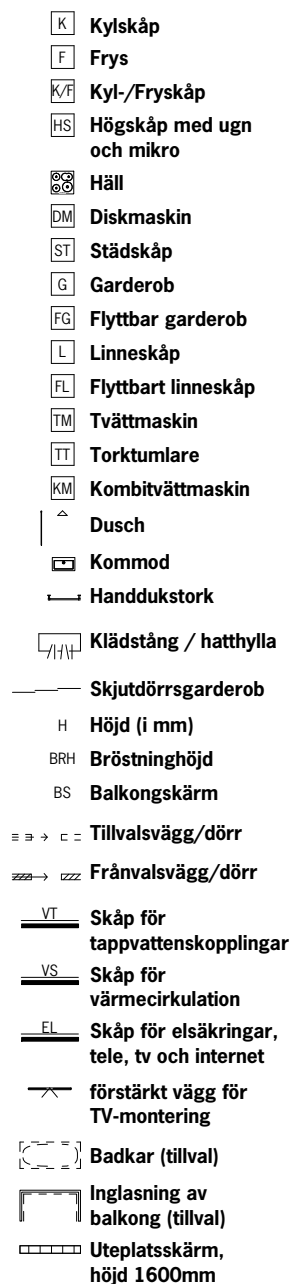 K Kylskåp
F Frys
K/F Kyl-/Fryskåp
HS Högskåp med ugn
och mikro
Häll
DM Diskmaskin
ST Städskåp
G Garderob
FG Flyttbar garderob
L Linneskåp
FL Flyttbart linneskåp
TM Tvättmaskin
TT Torktumlare
KM Kombitvättmaskin
Dusch
Kommod
Handdukstork
Klädstång / hatthylla
Skjutdörrsgarderob
H Höjd (i mm)
BRH Bröstninghöjd
BS Balkongskärm
Tillvalsvägg/dörr
Frånvalsvägg/dörr
VT Skåp för
tappvattenskopplingar
VS Skåp för
värmecirkulation
EL Skåp för elsäkringar,
tele, tv och internet
förstärkt vägg för
TV-montering
Badkar (tillval)
Inglasning av
balkong (tillval)
Uteplatsskärm,
höjd 1600mm